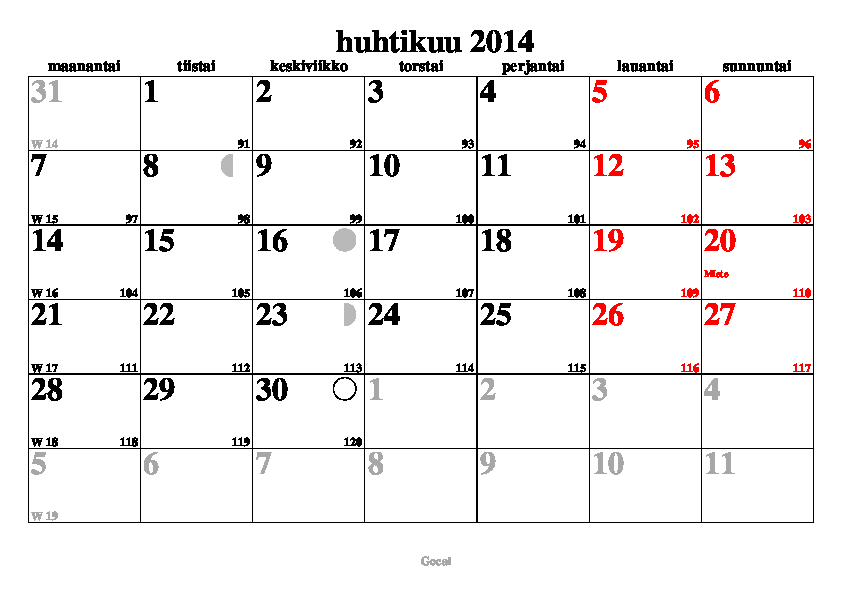 huhtikuu 2014
maanantai tiistai keskiviikko torstai perjantai lauantai sunnuntai
31 1 2 3 4 5 6
W 14 91 92 93 94 95 96
7 8 9 10 11 12 13
W 15 97 98 99 100 101 102 103
14 15 16 17 18 19 20
Misto
W 16 104 105 106 107 108 109 110
21 22 23 24 25 26 27
W 17 111 112 113 114 115 116 117
28 29 30 1 2 3 4
W 18 118 119 120
5 6 7 8 9 10 11
W 19
Gocal